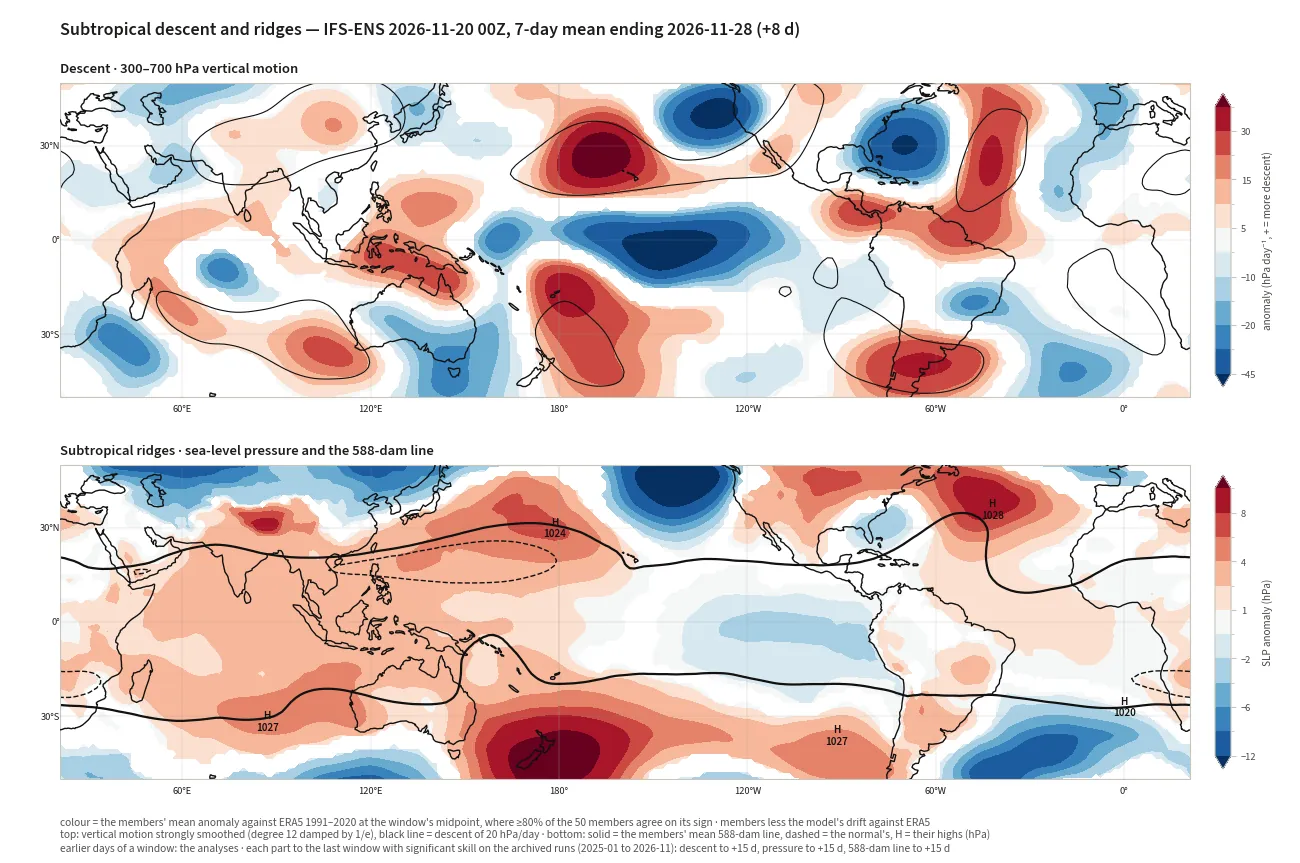 Subtropical descent and ridges — IFS-ENS 2026-11-20 00Z, 7-day mean ending 2026-11-28 (+8 d)
Descent · 300–700 hPa vertical motion
30°N
0°
30°S
60°E
120°E
180°
120°W
60°W
0°
30
15
5
−10
−20
−45
anomaly (hPa day⁻¹, + = more descent)
Subtropical ridges · sea-level pressure and the 588-dam line
30°N
0°
30°S
H
1024
H
1028
H
1027
H
1027
H
1020
60°E
120°E
180°
120°W
60°W
0°
8
4
1
−2
−6
−12
SLP anomaly (hPa)
colour = the members' mean anomaly against ERA5 1991–2020 at the window's midpoint, where ≥80% of the 50 members agree on its sign · members less the model's drift against ERA5
top: vertical motion strongly smoothed (degree 12 damped by 1/e), black line = descent of 20 hPa/day · bottom: solid = the members' mean 588-dam line, dashed = the normal's, H = their highs (hPa)
earlier days of a window: the analyses · each part to the last window with significant skill on the archived runs (2025-01 to 2026-11): descent to +15 d, pressure to +15 d, 588-dam line to +15 d